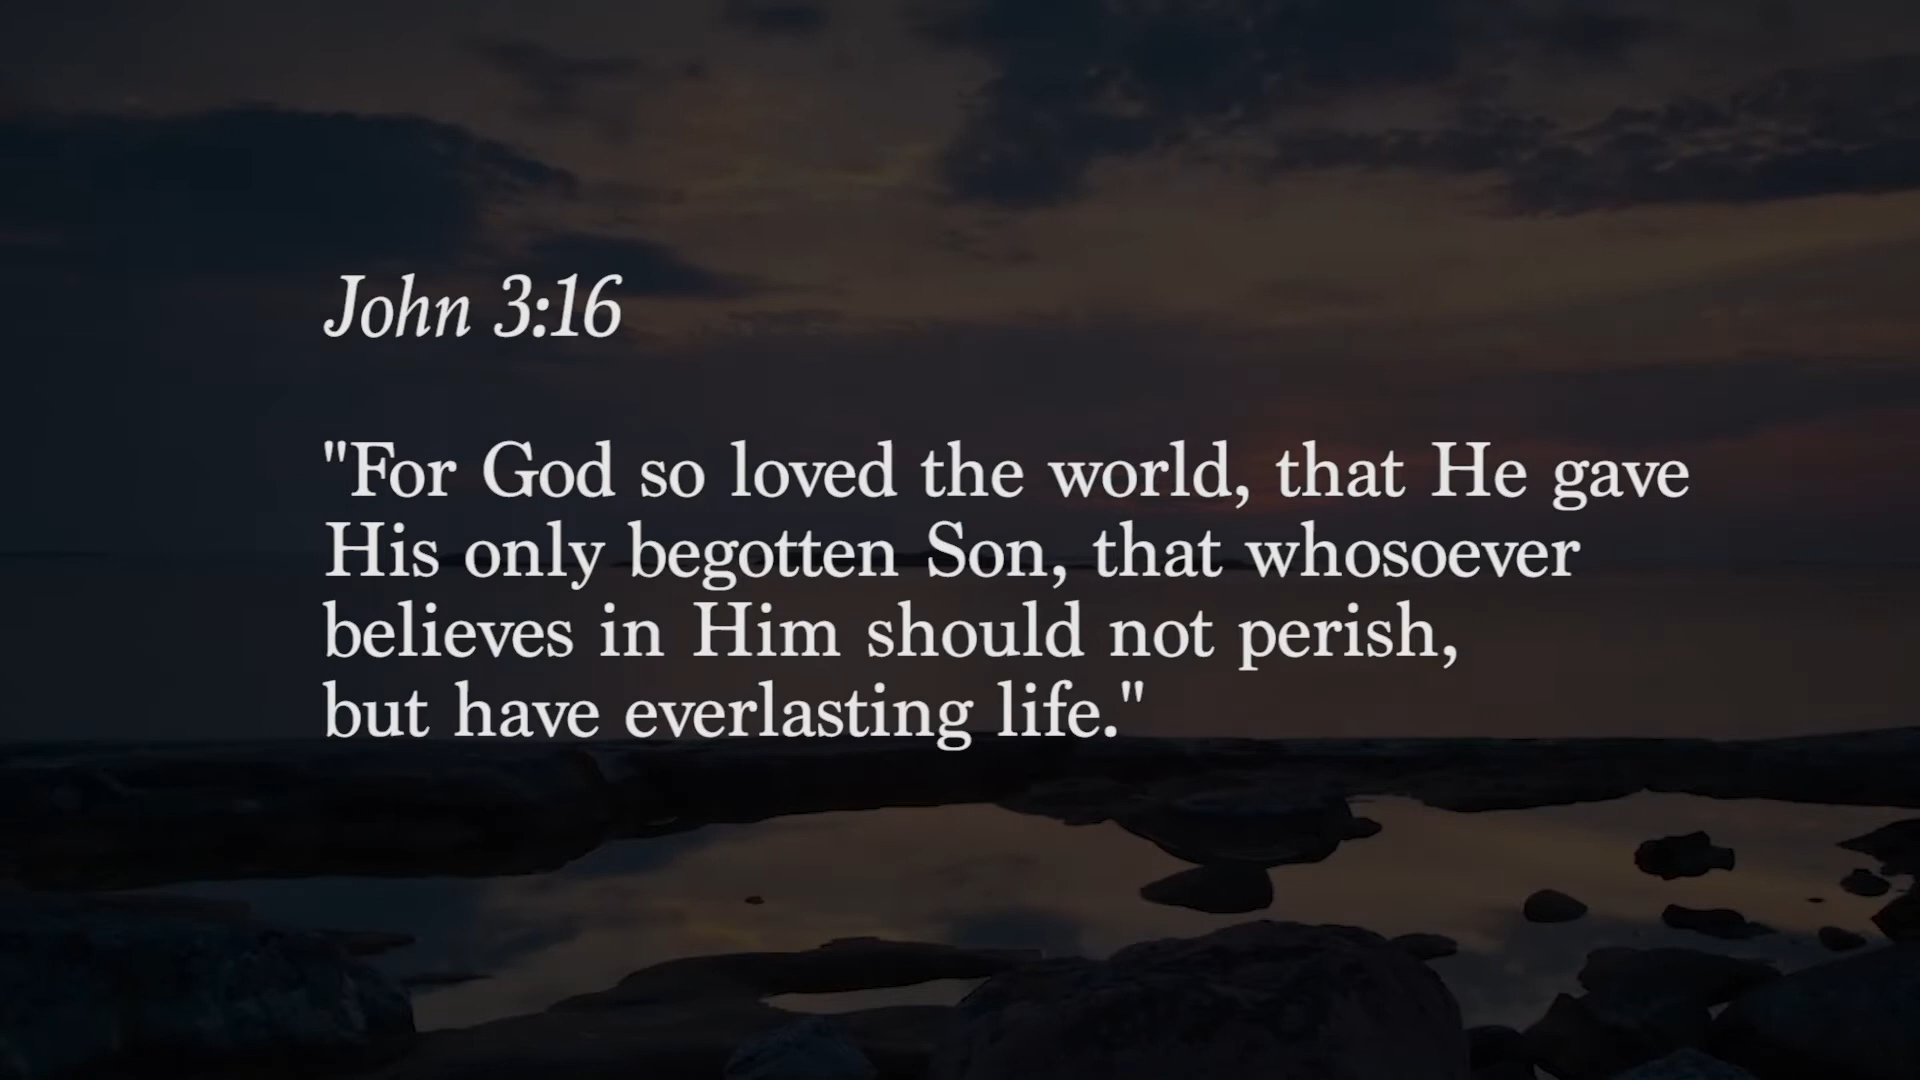 John 3:16
"For God so loved the world, that He gave
His only begotten Son, that whosoever
believes in Him should not perish,
but have everlasting life."